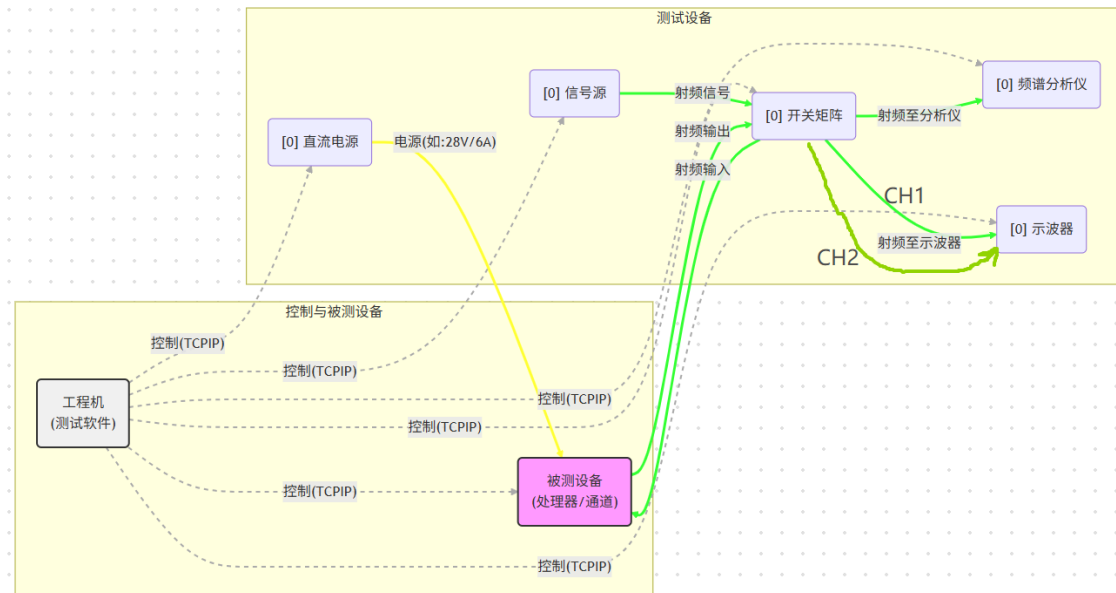 测试设备
[0] 频谱分析仪
[0] 信号源
射频信号
[0] 开关矩阵
射频至分析仪
[0] 直流电源
电源(如:28V/6A)
射频输出
射频输入
CH1
[0] 示波器
射频至示波器
CH2
控制与被测设备
控制(TCPIP)
控制(TCPIP)
控制(TCPIP)
工程机
(测试软件)
控制(TCPIP)
控制(TCPIP)
被测设备
(处理器/通道)
控制(TCPIP)